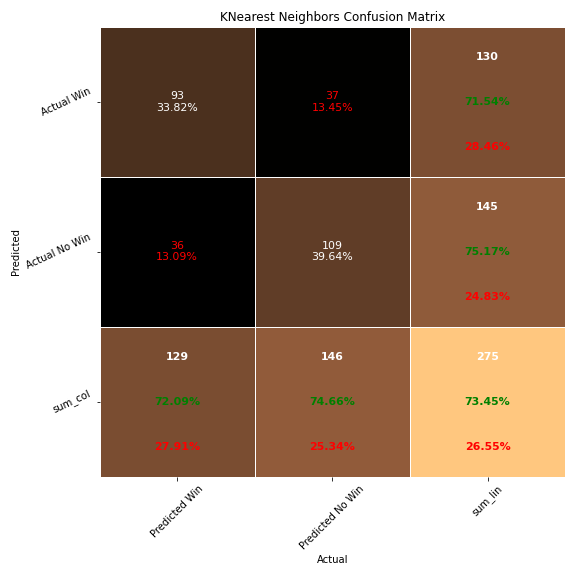 KNearest Neighbors Confusion Matrix
Predicted
Actual Win
93
33.82%
37
13.45%
130
71.54%
28.46%
Actual No Win
36
13.09%
109
39.64%
145
75.17%
24.83%
sum_col
129
72.09%
27.91%
146
74.66%
25.34%
275
73.45%
26.55%
Predicted Win
Predicted No Win
sum_lin
Actual